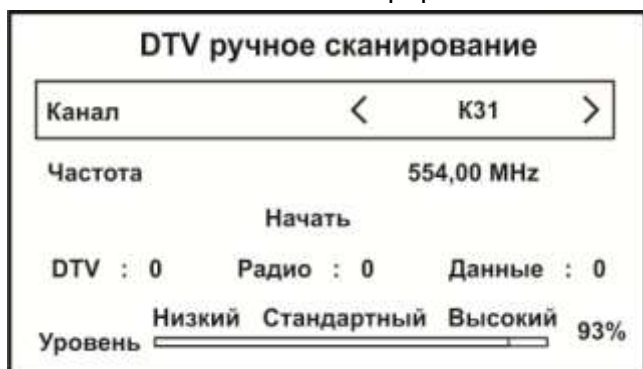 DTV ручное сканирование
Канал < К31 >
Частота 554,00 MHz
Начать
DTV : 0 Радио : 0 Данные : 0
Низкий Стандартный Высокий
Уровень 93%